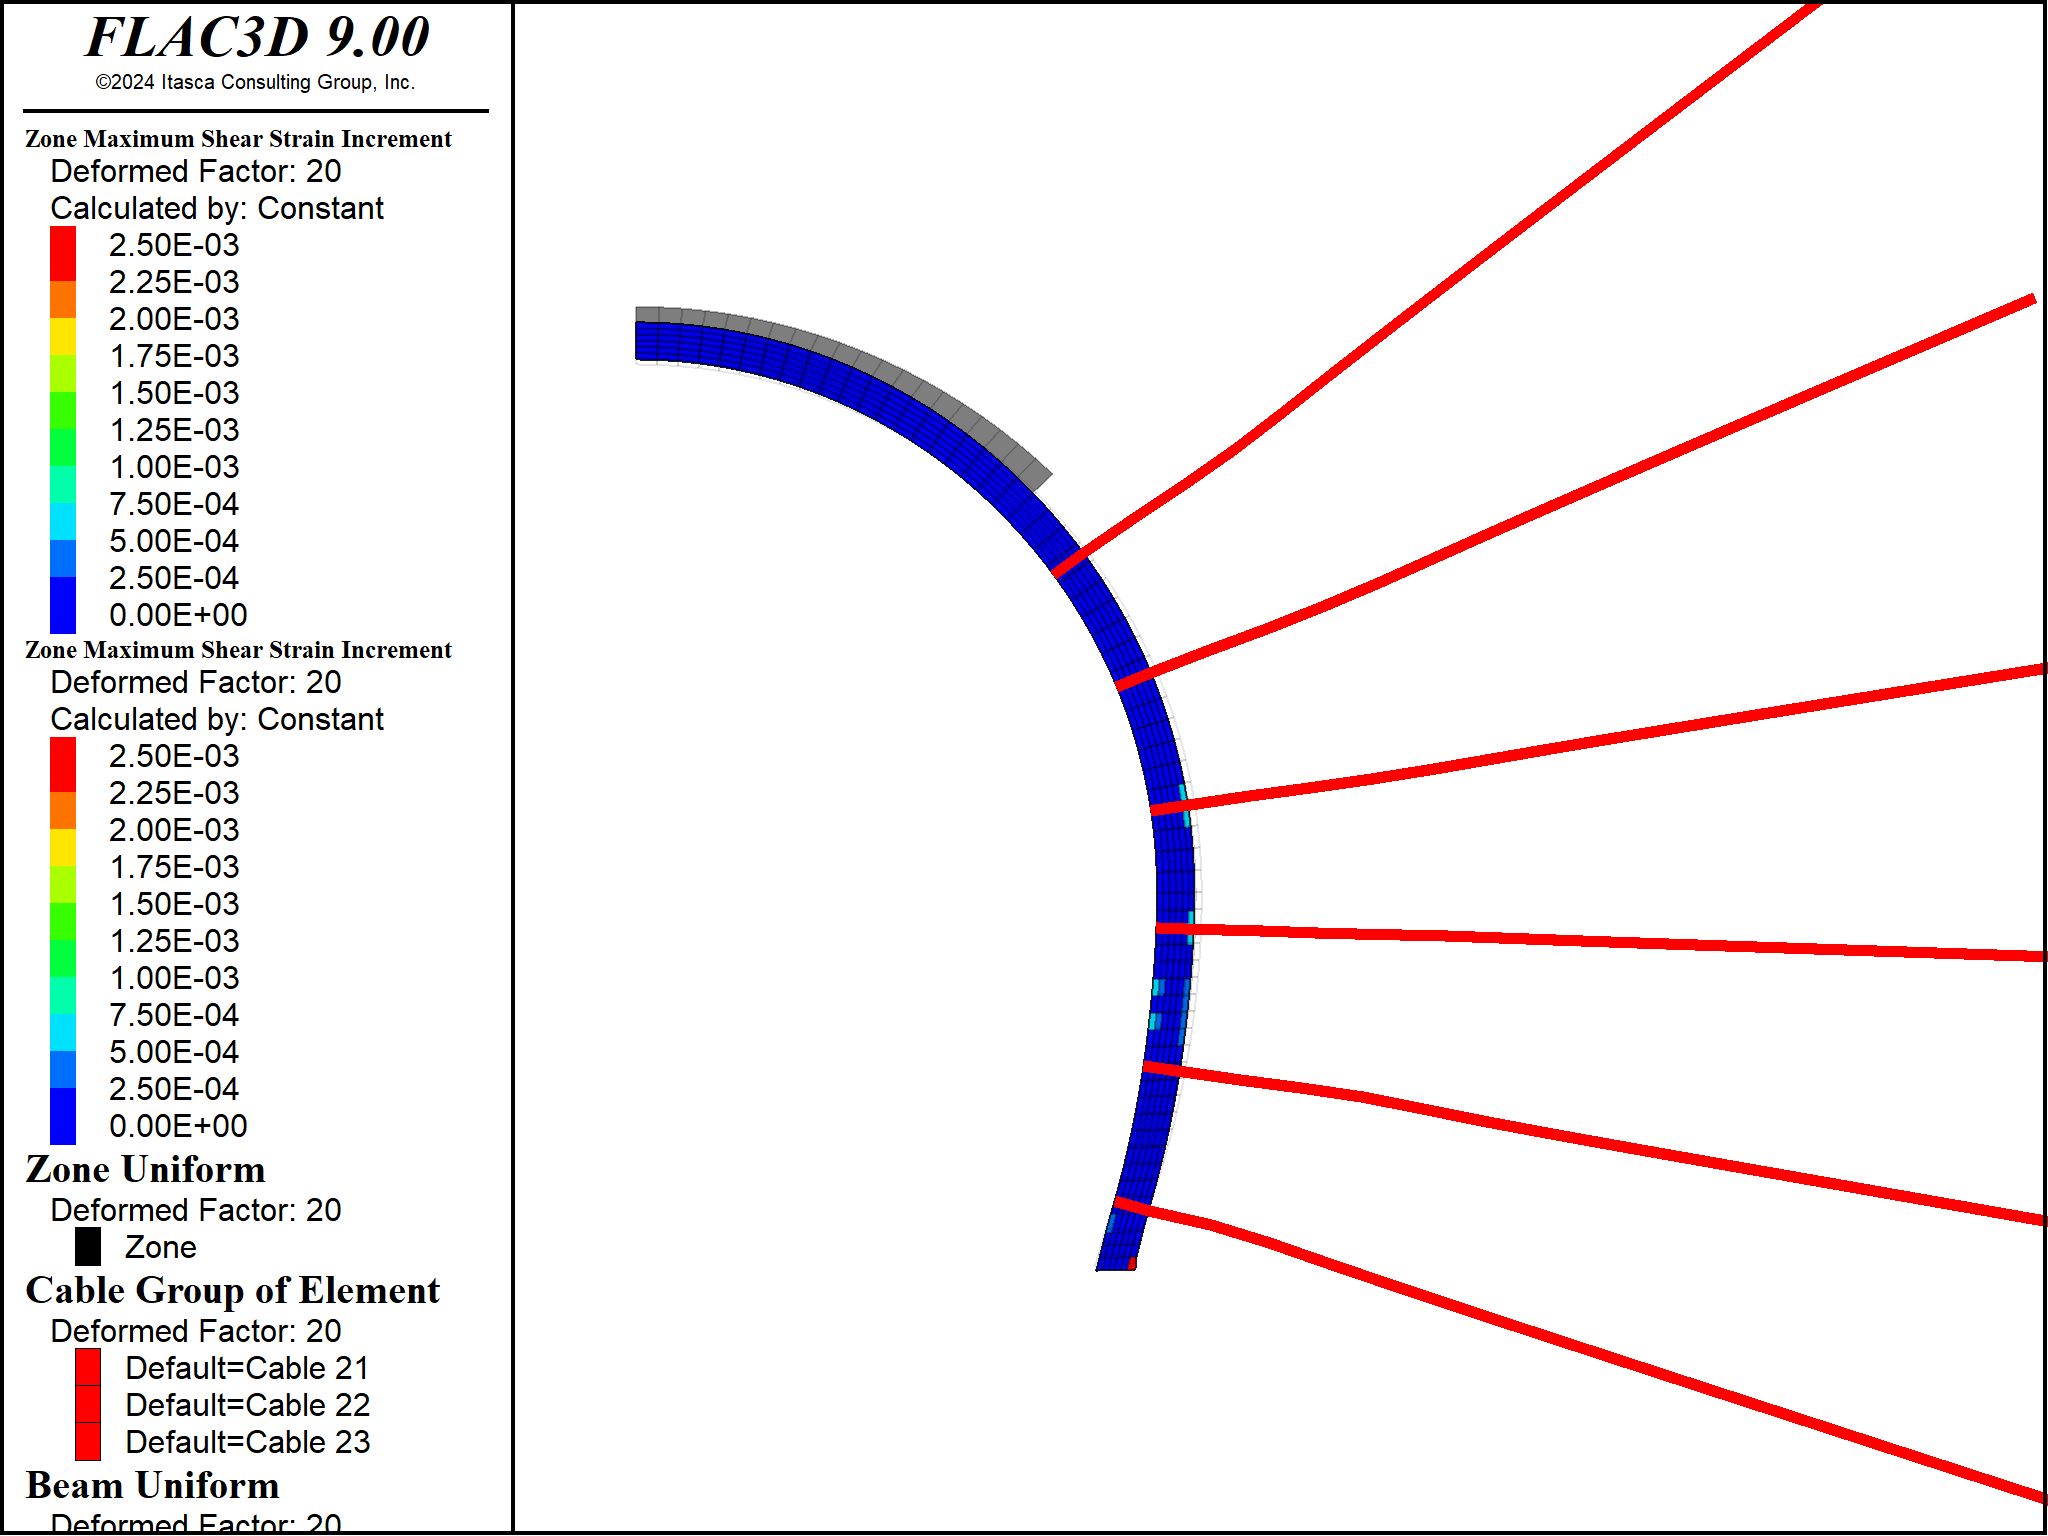 FLAC3D 9.00
©2024 Itasca Consulting Group, Inc.
Zone Maximum Shear Strain Increment
Deformed Factor: 20
Calculated by: Constant
2.50E-03
2.25E-03
2.00E-03
1.75E-03
1.50E-03
1.25E-03
1.00E-03
7.50E-04
5.00E-04
2.50E-04
0.00E+00
Zone Maximum Shear Strain Increment
Deformed Factor: 20
Calculated by: Constant
2.50E-03
2.25E-03
2.00E-03
1.75E-03
1.50E-03
1.25E-03
1.00E-03
7.50E-04
5.00E-04
2.50E-04
0.00E+00
Zone Uniform
Deformed Factor: 20
Zone
Cable Group of Element
Deformed Factor: 20
Default=Cable 21
Default=Cable 22
Default=Cable 23
Beam Uniform
Deformed Factor: 20